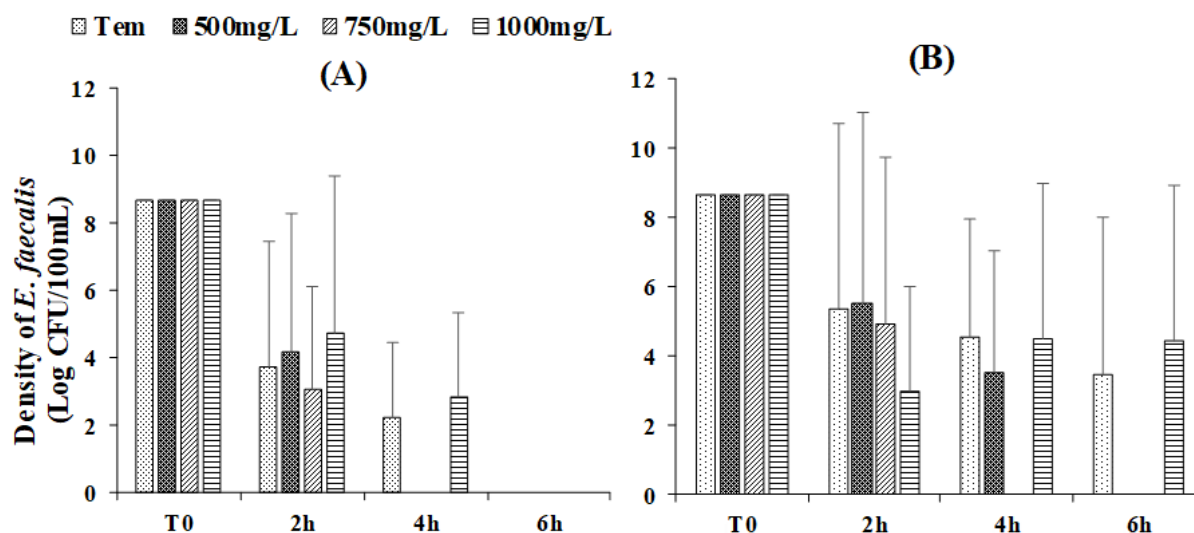 Tem 500mg/L 750mg/L 1000mg/L
(A)
(B)
Density of E. faecalis
(Log CFU/100mL)
12
10
8
6
4
2
0
T0 2h 4h 6h
12
10
8
6
4
2
0
T0 2h 4h 6h